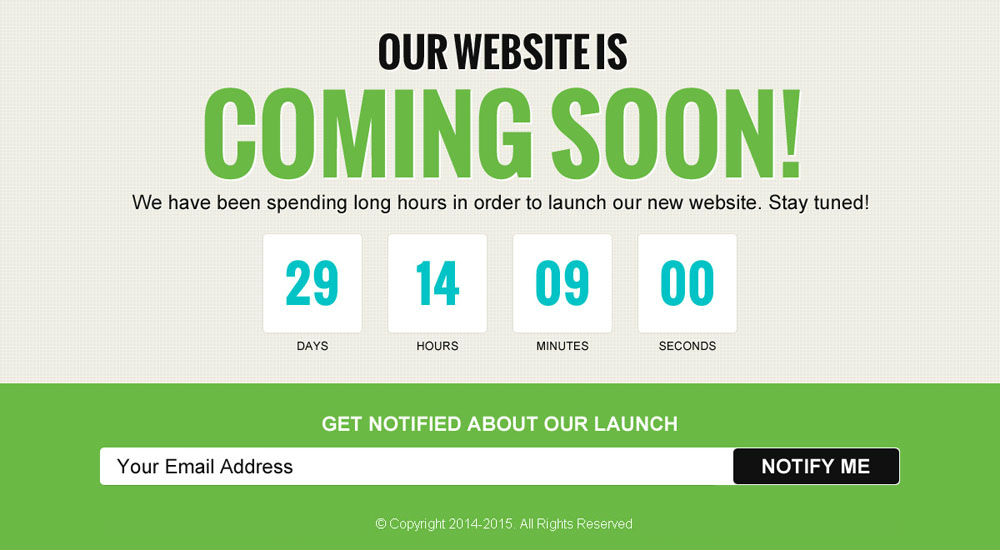 OUR WEBSITE IS
COMING SOON!
We have been spending long hours in order to launch our new website. Stay tuned!
29 14 09 00
DAYS HOURS MINUTES SECONDS
GET NOTIFIED ABOUT OUR LAUNCH
Your Email Address NOTIFY ME
© Copyright 2014-2015. All Rights Reserved